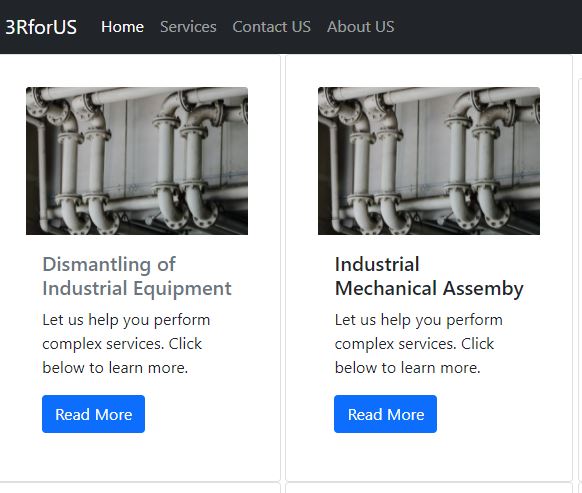 3RforUS Home Services Contact US About US
Dismantling of
Industrial Equipment
Let us help you perform
complex services. Click
below to learn more.
Read More
Industrial
Mechanical Assemby
Let us help you perform
complex services. Click
below to learn more.
Read More